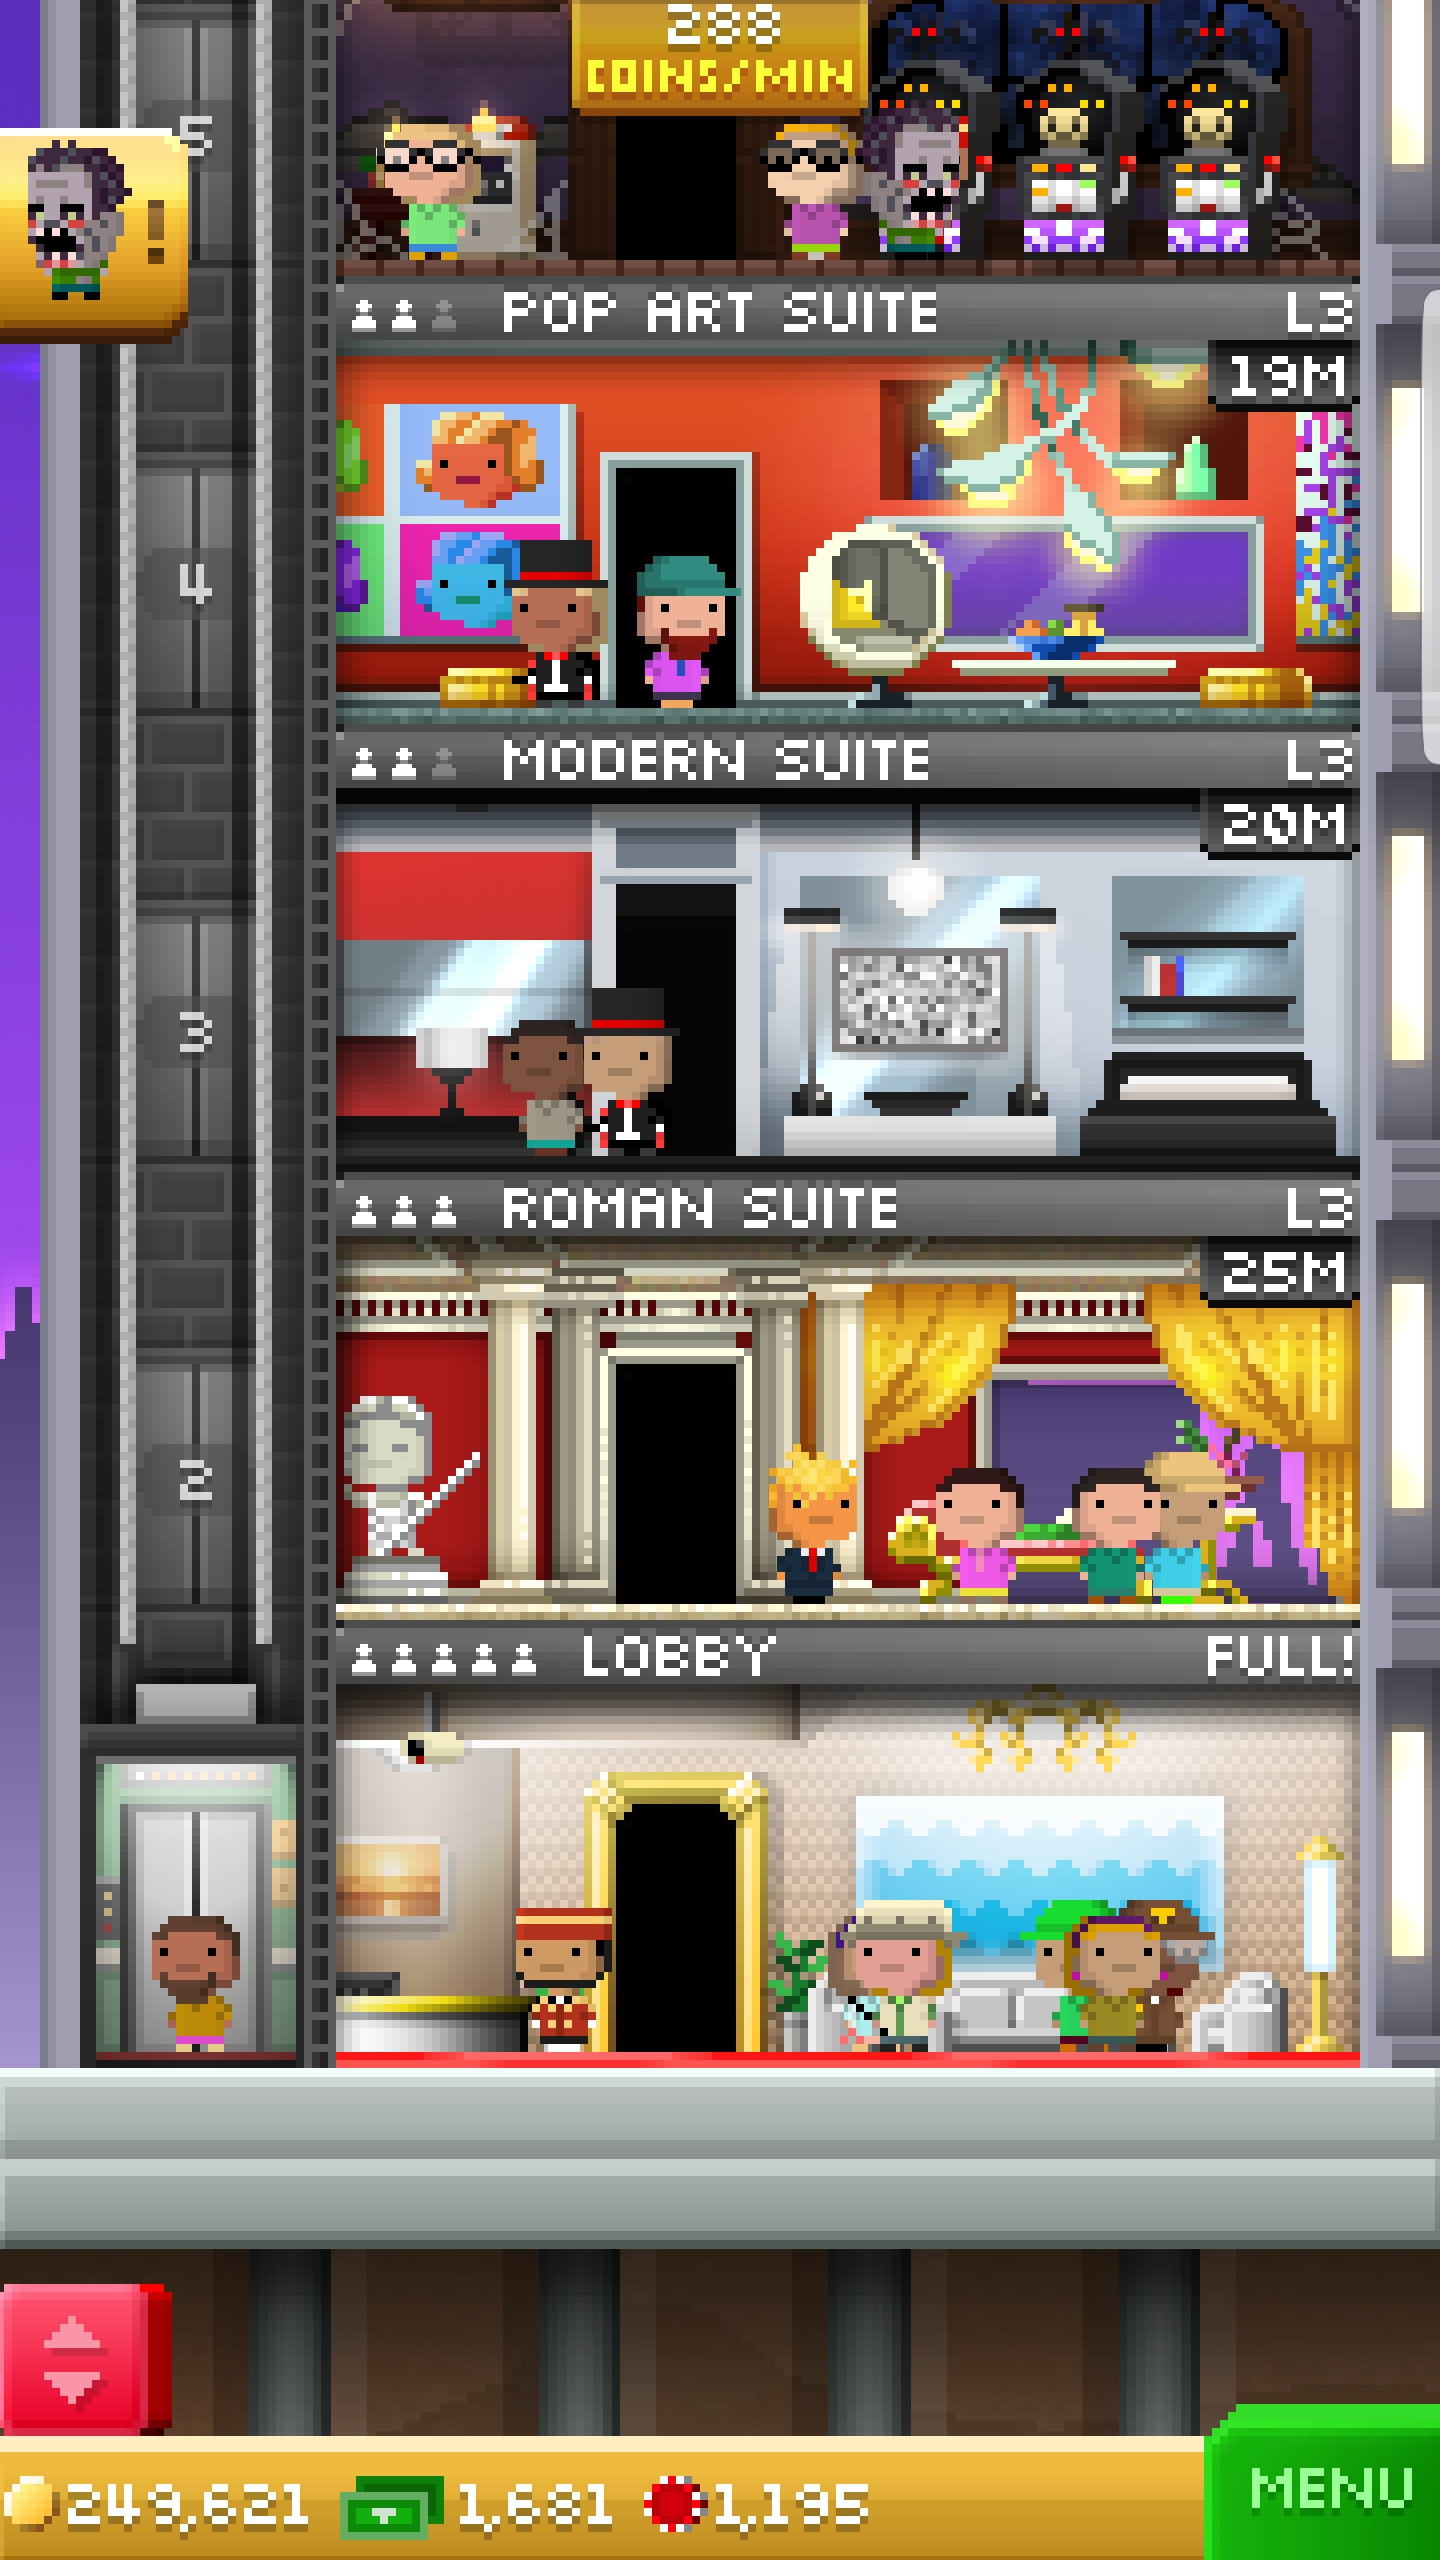 288
COINS/MIN
5
!
POP ART SUITE L3
19M
4
MODERN SUITE L3
20M
3
ROMAN SUITE L3
25M
2
LOBBY FULL!
249,621 1,681 1,195
MENU